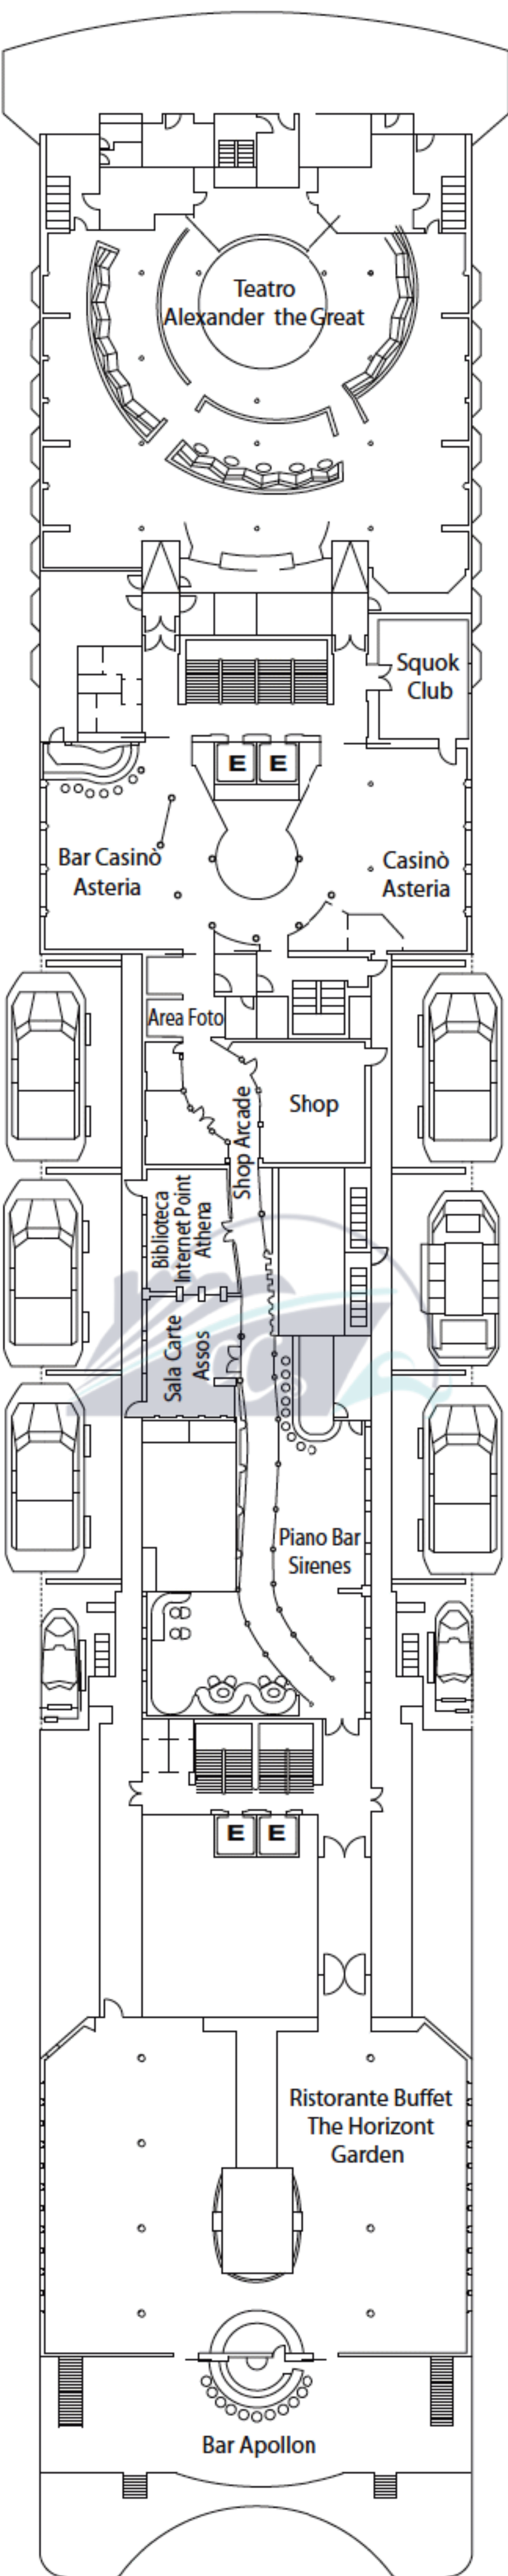 Teatro
Alexander the Great
Squok
Club
E E
Bar Casinò
Asteria
Casinò
Asteria
Area Foto
Shop Arcade
Shop
Biblioteca
Internet Point
Athena
Sala Carte
Assos
Piano Bar
Sirenes
E E
Ristorante Buffet
The Horizont
Garden
Bar Apollon